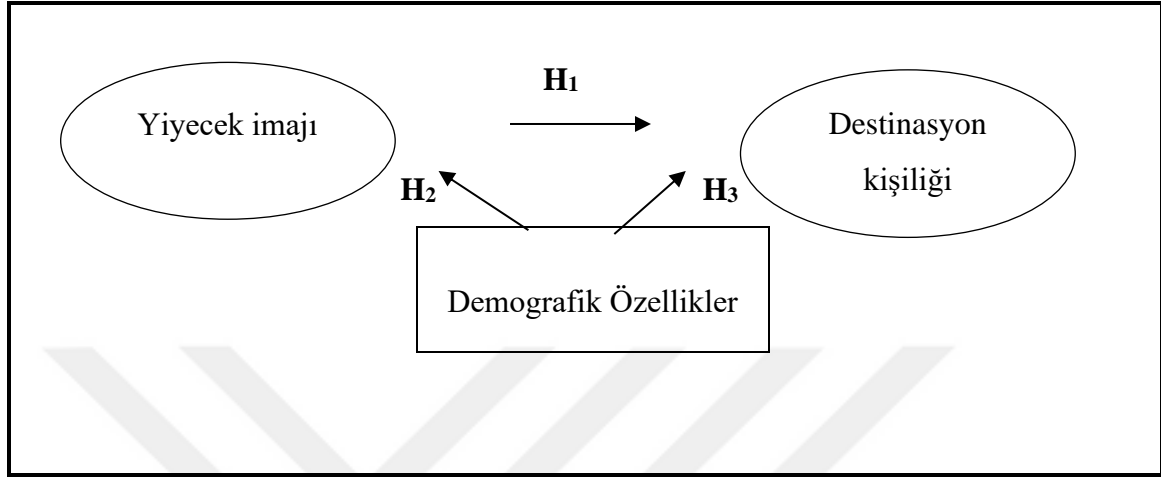 H1
Yiyecek imajı
Destinasyon
kişiliği
H2
H3
Demografik Özellikler